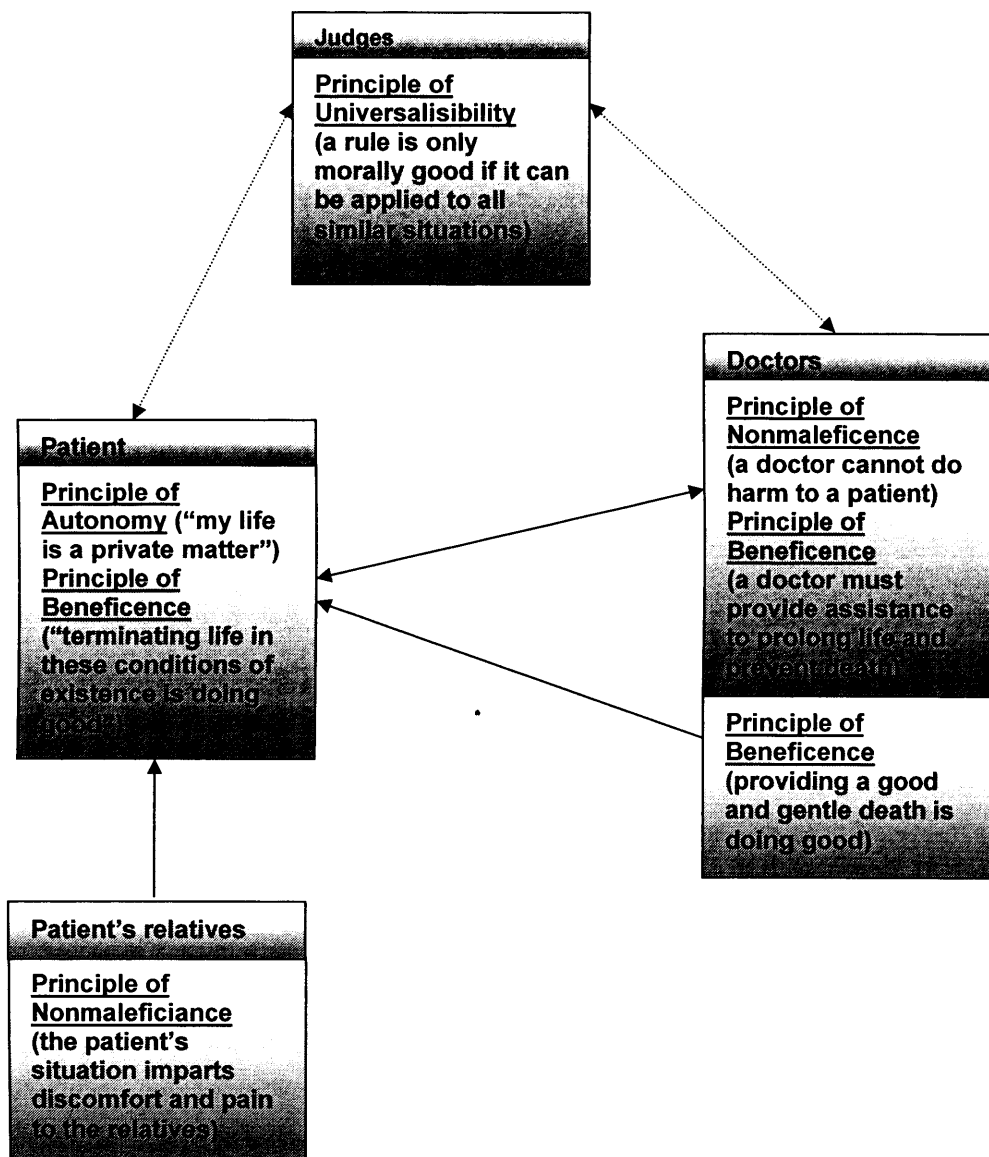 Judges
Principle of
Universalisibility
(a rule is only
morally good if it can
be applied to all
similar situations)
Doctors
Principle of
Nonmaleficence
(a doctor cannot do
harm to a patient)
Principle of
Beneficence
(a doctor must
provide assistance
to prolong life and
prevent death)
Principle of
Beneficence
(providing a good
and gentle death is
doing good)
Patient
Principle of
Autonomy (“my life
is a private matter”)
Principle of
Beneficence
(“terminating life in
these conditions of
existence is doing
good”
Patient’s relatives
Principle of
Nonmaleficiance
(the patient’s
situation imparts
discomfort and pain
to the relatives)